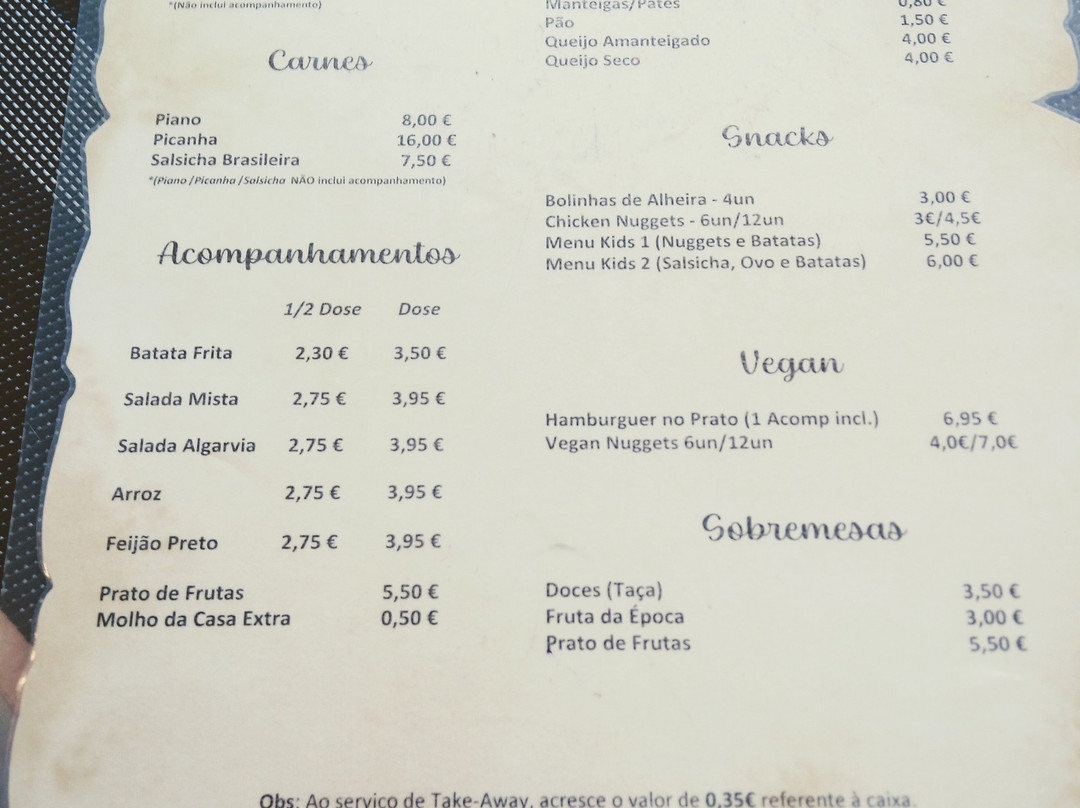 *(Não inclui acompanhamento)
Carnes
Piano 8,00 €
Picanha 16,00 €
Salsicha Brasileira 7,50 €
*(Piano /Picanha /Salsicha NÃO inclui acompanhamento)
Acompanhamentos
1/2 Dose Dose
Batata Frita 2,30 € 3,50 €
Salada Mista 2,75 € 3,95 €
Salada Algarvia 2,75 € 3,95 €
Arroz 2,75 € 3,95 €
Feijão Preto 2,75 € 3,95 €
Prato de Frutas 5,50 €
Molho da Casa Extra 0,50 €
Manteigas/Patês 0,80 €
Pão 1,50 €
Queijo Amanteigado 4,00 €
Queijo Seco 4,00 €
Snacks
Bolinhas de Alheira - 4un 3,00 €
Chicken Nuggets - 6un/12un 3€/4,5€
Menu Kids 1 (Nuggets e Batatas) 5,50 €
Menu Kids 2 (Salsicha, Ovo e Batatas) 6,00 €
Vegan
Hamburguer no Prato (1 Acomp incl.) 6,95 €
Vegan Nuggets 6un/12un 4,0€/7,0€
Sobremesas
Doces (Taça) 3,50 €
Fruta da Época 3,00 €
Prato de Frutas 5,50 €
Obs: Ao serviço de Take-Away, acresce o valor de 0,35€ referente à caixa.